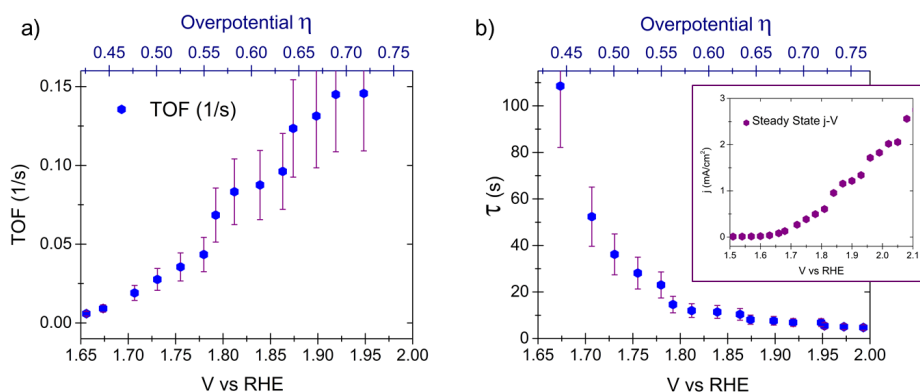 a)
Overpotential η
0.45 0.50 0.55 0.60 0.65 0.70 0.75
0.15
0.10
0.05
0.00
TOF (1/s)
TOF (1/s)
1.65 1.70 1.75 1.80 1.85 1.90 1.95 2.00
V vs RHE
b)
Overpotential η
0.45 0.50 0.55 0.60 0.65 0.70 0.75
100
80
60
40
20
0
τ (s)
1.65 1.70 1.75 1.80 1.85 1.90 1.95 2.00
V vs RHE
3
2
1
0
j (mA/cm²)
Steady State j-V
1.5 1.6 1.7 1.8 1.9 2.0 2.1
V vs RHE